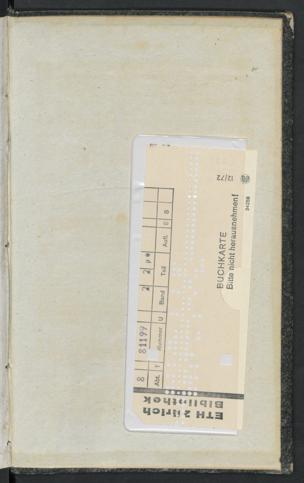 ETH Zürich
Bibliothek
Abt. T Nummer U Band Teil Aufl. E B
8 81199 2 2 P*
BUCHKARTE
Bitte nicht herausnehmen!
12/72